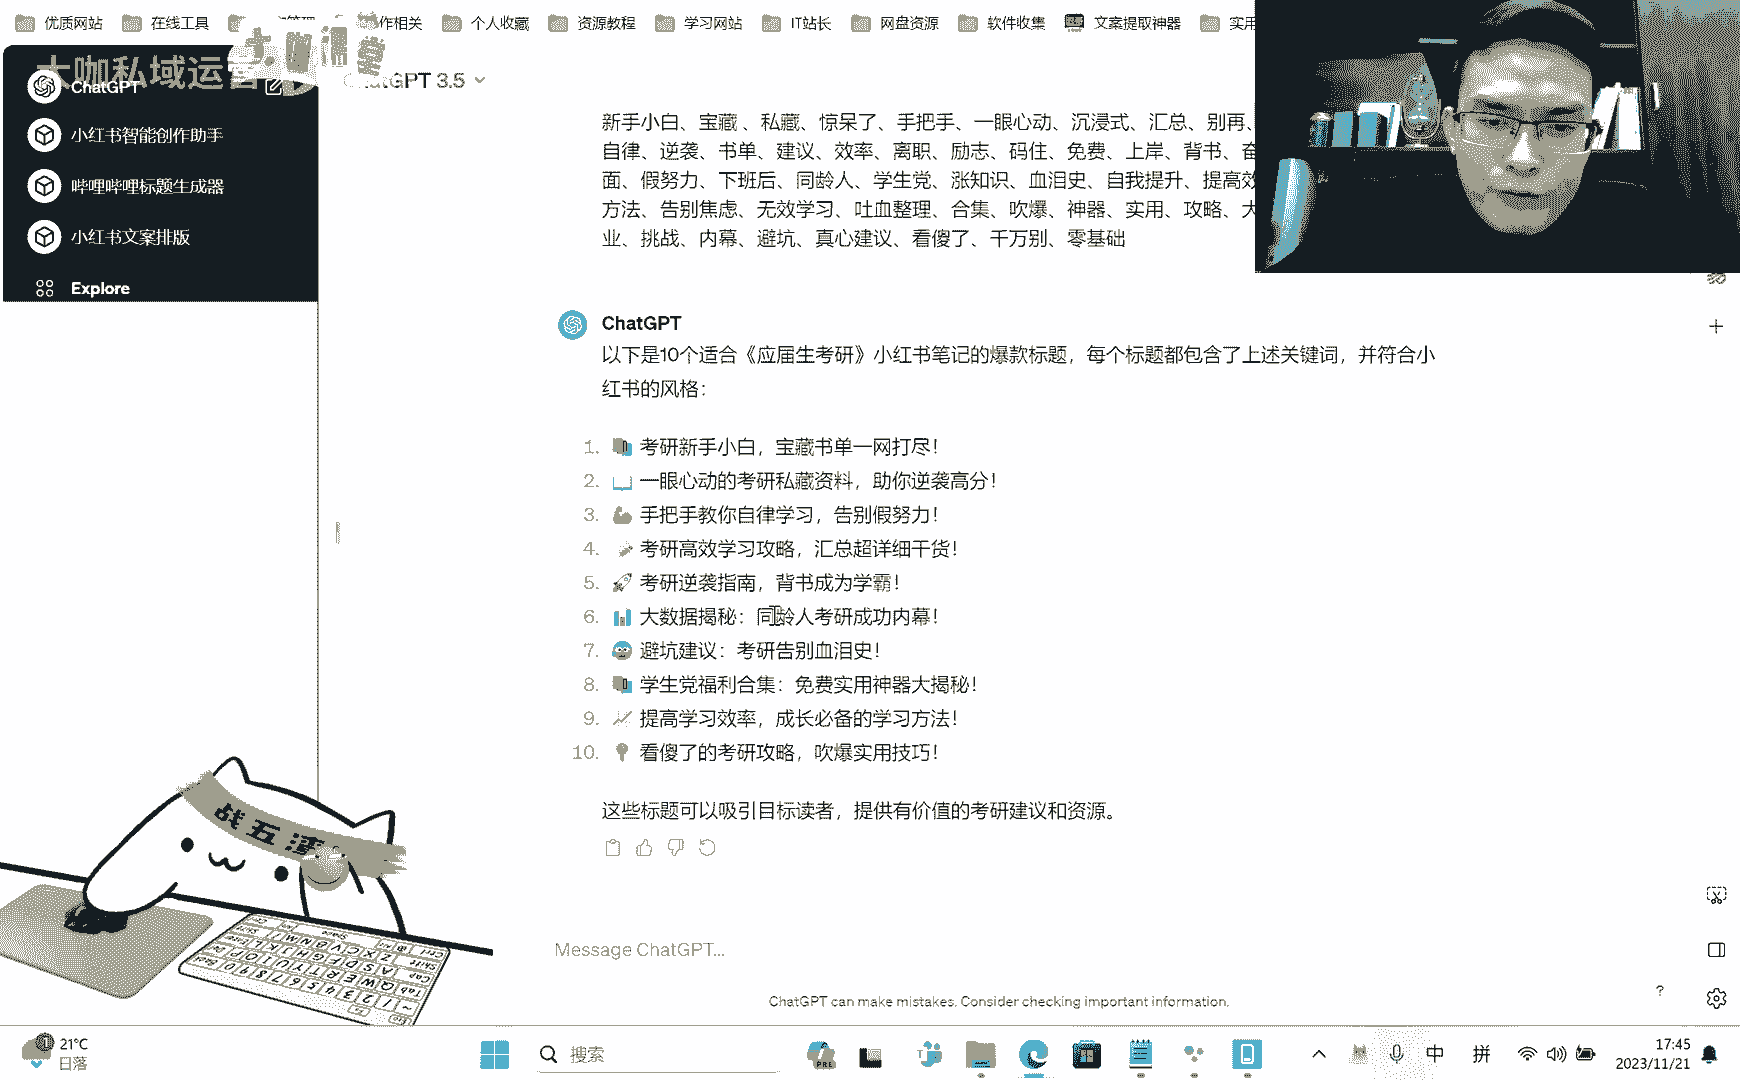 优质网站
在线工具
作相关
个人收藏
资源教程
学习网站
IT站长
网盘资源
软件收集
文案提取神器
实用
大咖私域运营
大咖课堂
ChatGPT
小红书智能创作助手
哔哩哔哩标题生成器
小红书文案排版
Explore
GPT 3.5
新手小白、宝藏、私藏、惊呆了、手把手、一眼心动、沉浸式、汇总、别再、
自律、逆袭、书单、建议、效率、离职、励志、码住、免费、上岸、背书、奋
面、假努力、下班后、同龄人、学生党、涨知识、血泪史、自我提升、提高效
方法、告别焦虑、无效学习、吐血整理、合集、吹爆、神器、实用、攻略、大
业、挑战、内幕、避坑、真心建议、看傻了、千万别、零基础
ChatGPT
以下是10个适合《应届生考研》小红书笔记的爆款标题，每个标题都包含了上述关键词，并符合小
红书的风格：
1. 考研新手小白，宝藏书单一网打尽！
2. 一眼心动的考研私藏资料，助你逆袭高分！
3. 手把手教你自律学习，告别假努力！
4. 考研高效学习攻略，汇总超详细干货！
5. 考研逆袭指南，背书成为学霸！
6. 大数据揭秘：同龄人考研成功内幕！
7. 避坑建议：考研告别血泪史！
8. 学生党福利合集：免费实用神器大揭秘！
9. 提高学习效率，成长必备的学习方法！
10. 看傻了的考研攻略，吹爆实用技巧！
这些标题可以吸引目标读者，提供有价值的考研建议和资源。
战五渣
Message ChatGPT...
ChatGPT can make mistakes. Consider checking important information.
?
21°C
日落
搜索
中
拼
17:45
2023/11/21